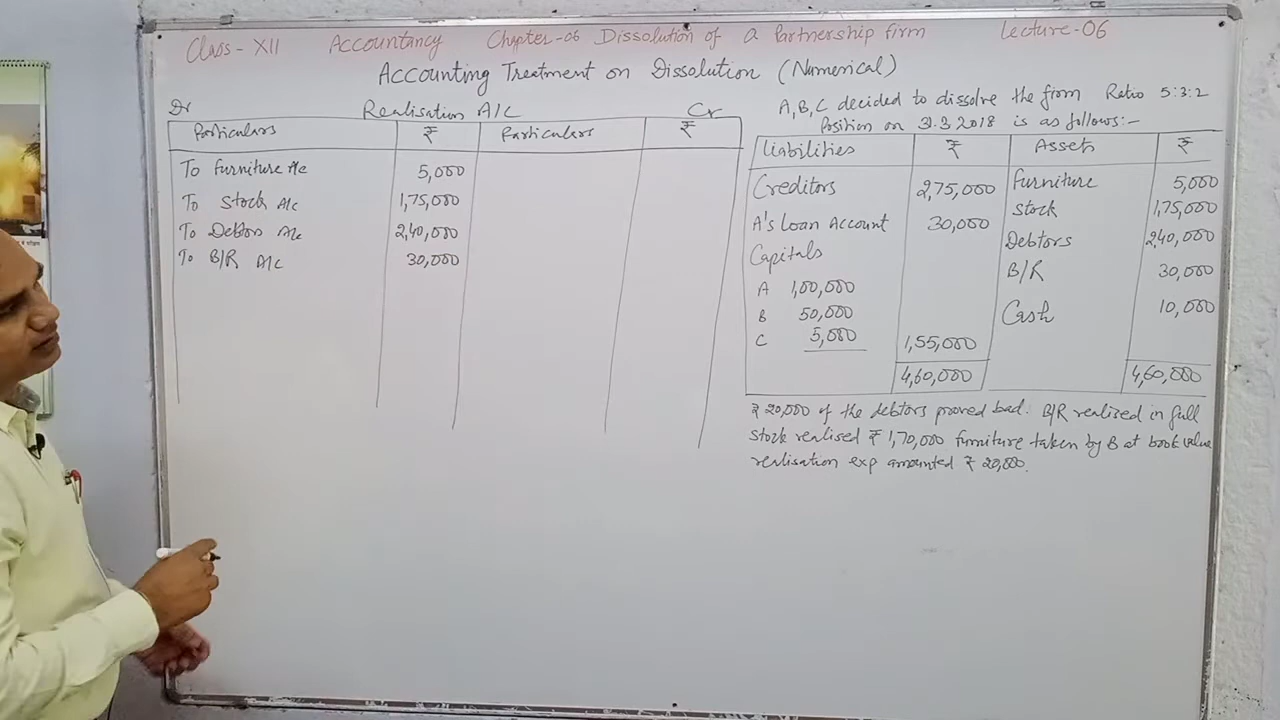 Class-XII Accountancy Chapter-06 Dissolution of a Partnership firm Lecture-06
Accounting Treatment on Dissolution (Numerical)
Dr Realisation A/C Cr
Particulars ₹ Particulars ₹
To Furniture A/c 5,000
To Stock A/c 1,75,000
To Debtors A/c 2,40,000
To B/R A/C 30,000
A, B, C decided to dissolve the firm Ratio 5:3:2
Position on 3.3.2018 is as follows:-
Liabilities ₹ Assets ₹
Creditors 2,75,000 Furniture 5,000
A's Loan Account 30,000 Stock 1,75,000
Capitals Debtors 2,40,000
A 1,00,000 B/R 30,000
B 50,000 Cash 10,000
C 5,000 1,55,000
4,60,000 4,60,000
₹ 20,000 of the debtors proved bad. B/R realized in full
stock realised ₹ 1,70,000 furniture taken by B at book value
realisation exp amounted ₹ 20,000.